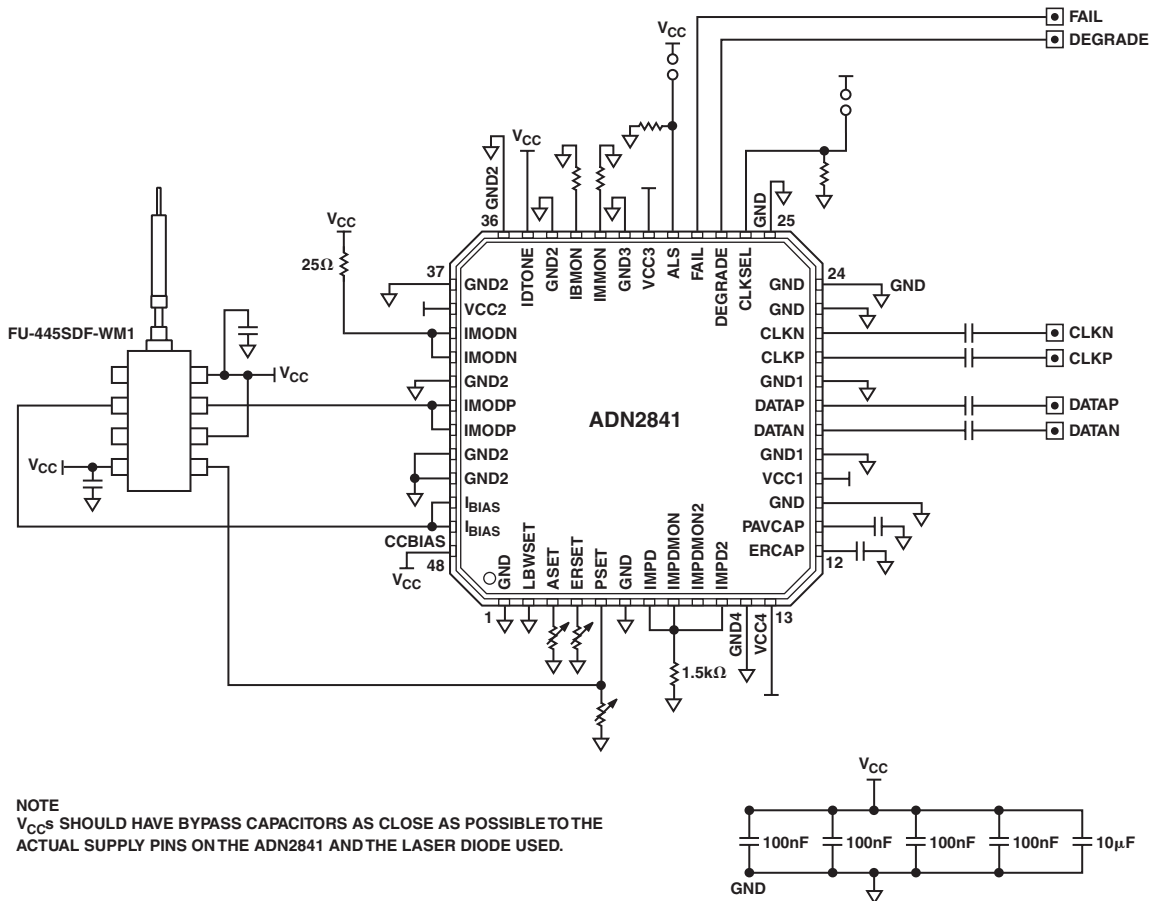 FAIL
DEGRADE
VCC
VCC
GND2
GND
36
25
IDTONE
GND2
IBMON
IMMON
GND3
VCC3
ALS
FAIL
DEGRADE
CLKSEL
VCC
25Ω
37
24
GND2
VCC2
IMODN
IMODN
GND2
IMODP
IMODP
GND2
GND2
IBIAS
IBIAS
CCBIAS
48
VCC
FU-445SDF-WM1
VCC
VCC
ADN2841
GND
GND
GND
CLKN
CLKN
CLKP
CLKP
GND1
DATAP
DATAP
DATAN
DATAN
GND1
VCC1
GND
PAVCAP
ERCAP
12
GND
LBWSET
ASET
ERSET
PSET
GND
IMPD
IMPDMON
IMPDMON2
IMPD2
GND4
VCC4
1
13
1.5kΩ
NOTE
VCCs SHOULD HAVE BYPASS CAPACITORS AS CLOSE AS POSSIBLE TO THE
ACTUAL SUPPLY PINS ON THE ADN2841 AND THE LASER DIODE USED.
VCC
100nF
100nF
100nF
100nF
10μF
GND